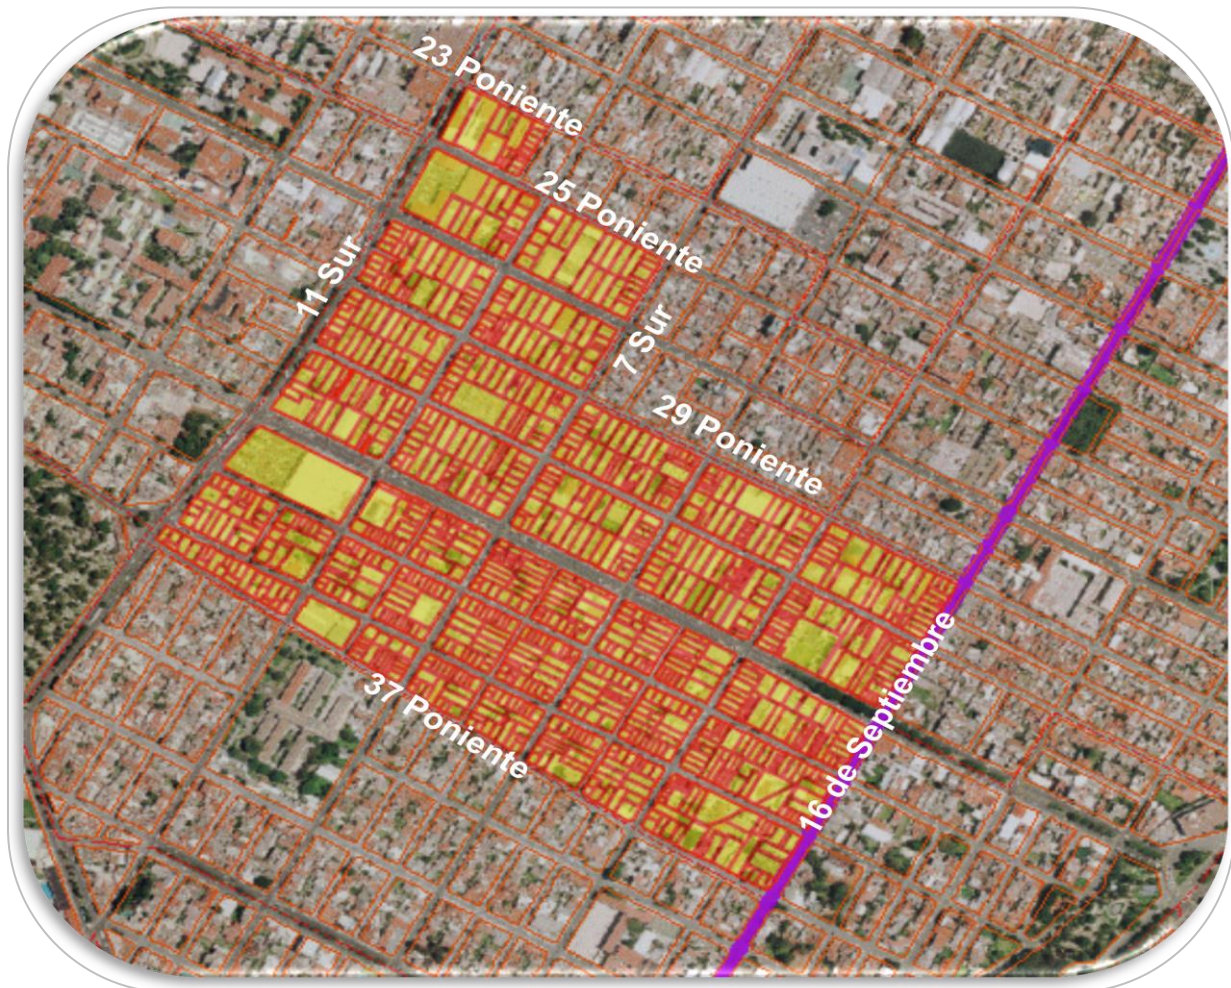 23 Poniente
25 Poniente
11 Sur
7 Sur
29 Poniente
16 de Septiembre
37 Poniente